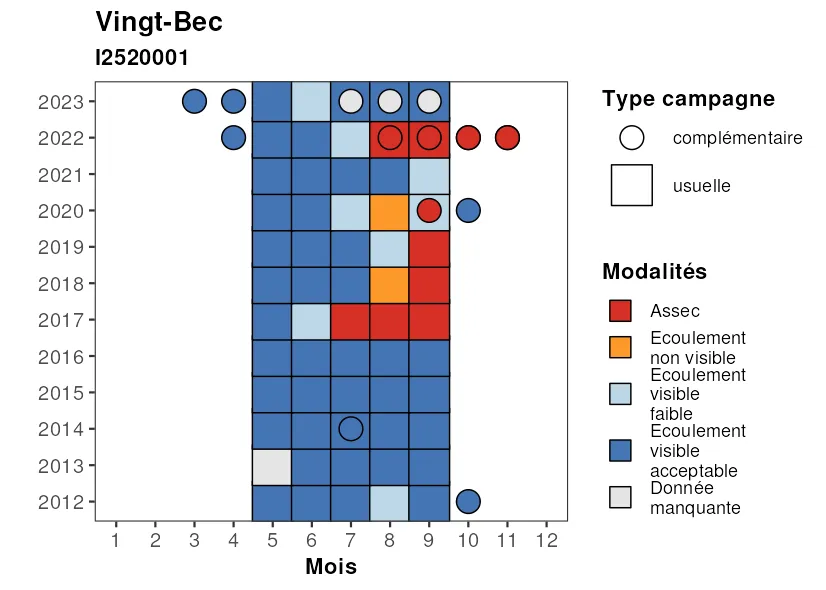 Vingt-Bec
I2520001
2023
2022
2021
2020
2019
2018
2017
2016
2015
2014
2013
2012
1 2 3 4 5 6 7 8 9 10 11 12
Mois
Type campagne
complémentaire
usuelle
Modalités
Assec
Ecoulement
non visible
Ecoulement
visible
faible
Ecoulement
visible
acceptable
Donnée
manquante